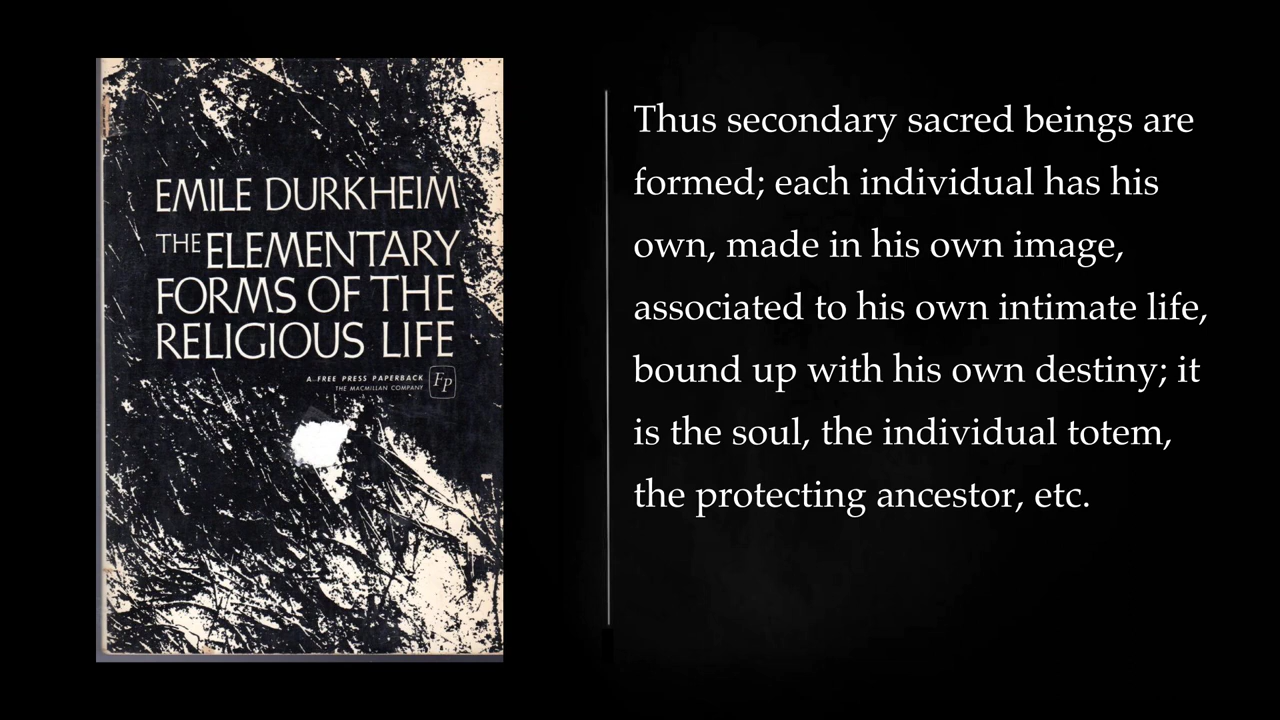 EMILE DURKHEIM
THE ELEMENTARY
FORMS OF THE
RELIGIOUS LIFE
A FREE PRESS PAPERBACK
THE MACMILLAN COMPANY
Fp
Thus secondary sacred beings are
formed; each individual has his
own, made in his own image,
associated to his own intimate life,
bound up with his own destiny; it
is the soul, the individual totem,
the protecting ancestor, etc.